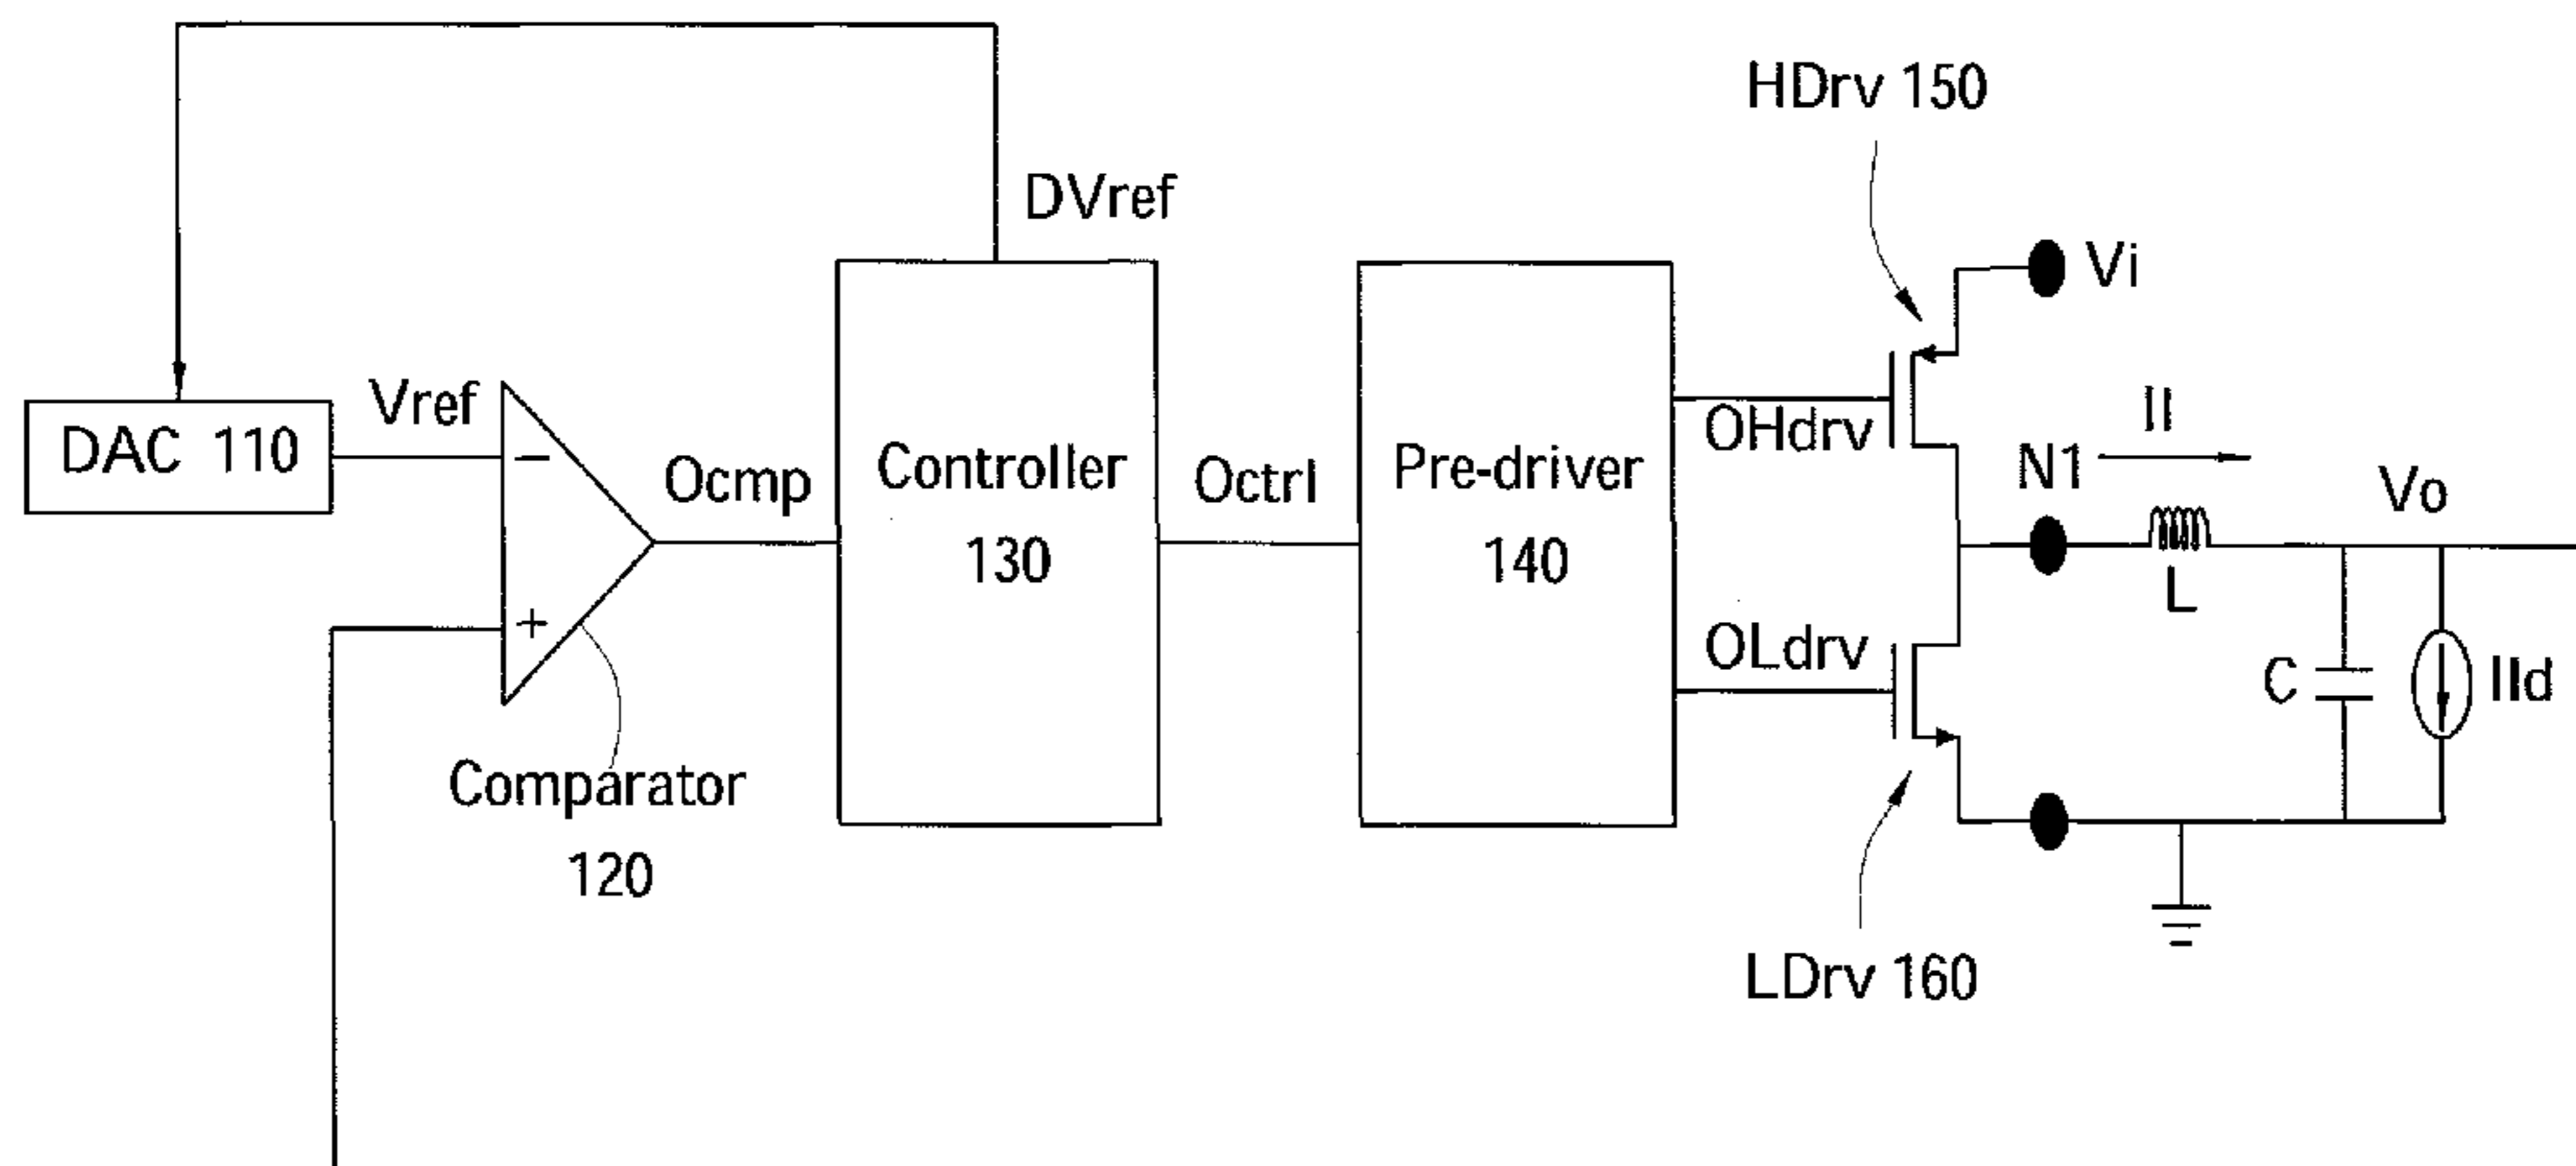 HDrv 150
DVref
Vi
Vref
DAC 110
−
+
Ocmp
Controller
130
Octrl
Pre-driver
140
OHdrv
OLdrv
N1
Il
Vo
L
C
Ild
Comparator
120
LDrv 160